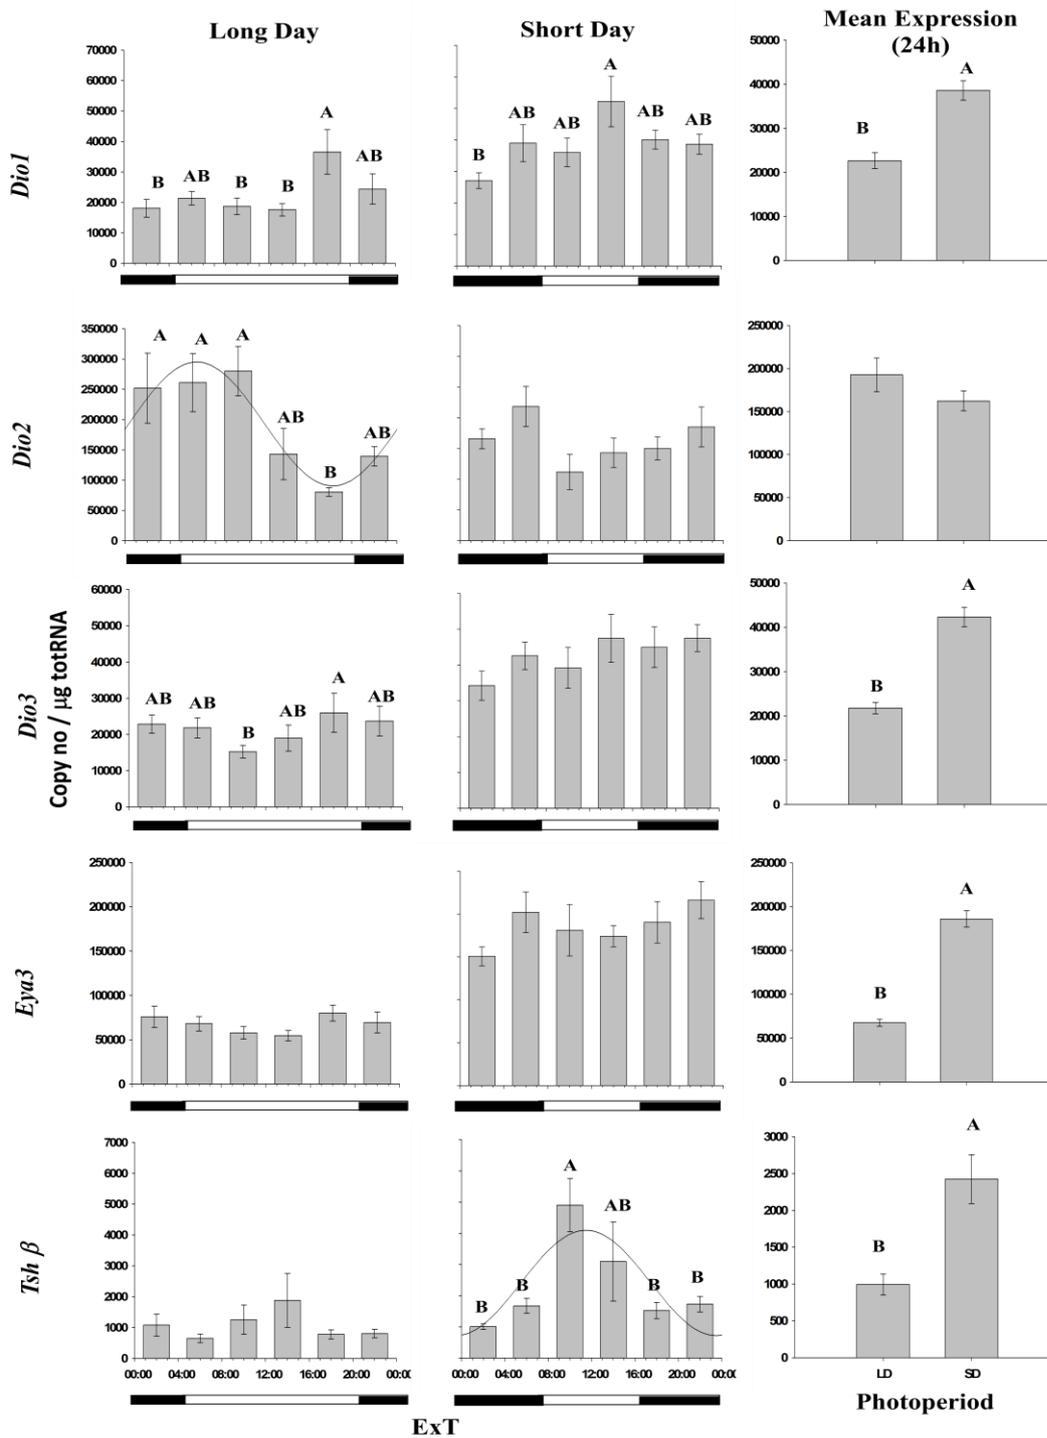 Long Day
Short Day
Mean Expression
(24h)
Dio1
70000
60000
50000
40000
30000
20000
10000
0
B
AB
B
B
A
AB
B
AB
AB
A
AB
AB
50000
40000
30000
20000
10000
0
B
A
Dio2
350000
300000
250000
200000
150000
100000
50000
0
A
A
A
AB
B
AB
250000
200000
150000
100000
50000
0
Dio3
Copy no / µg totRNA
60000
50000
40000
30000
20000
10000
0
AB
AB
B
AB
A
AB
50000
40000
30000
20000
10000
0
B
A
Eya3
250000
200000
150000
100000
50000
0
250000
200000
150000
100000
50000
0
B
A
Tsh β
7000
6000
5000
4000
3000
2000
1000
0
00:00 04:00 08:00 12:00 16:00 20:00 00:00
B
B
A
AB
B
B
00:00 04:00 08:00 12:00 16:00 20:00 00:0
3000
2500
2000
1500
1000
500
0
B
A
LD SD
Photoperiod
ExT